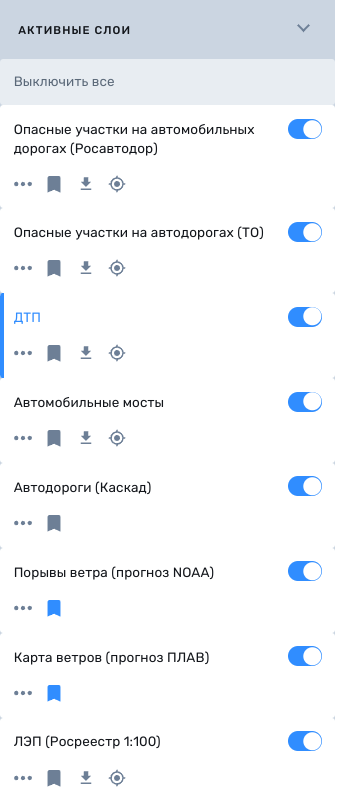 АКТИВНЫЕ СЛОИ
Выключить все
Опасные участки на автомобильных
дорогах (Росавтодор)
Опасные участки на автодорогах (ТО)
ДТП
Автомобильные мосты
Автодороги (Каскад)
Порывы ветра (прогноз NOAA)
Карта ветров (прогноз ПЛАВ)
ЛЭП (Росреестр 1:100)